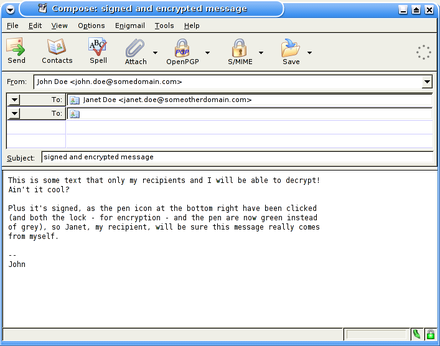 Compose: signed and encrypted message
File Edit View Options Enigmail Tools Help
Send Contacts Attach OpenPGP S/MIME Save
From: John Doe <john.doe@somedomain.com>
To: Janet Doe <janet.doe@someotherdomain.com>
To:
Subject: signed and encrypted message
This is some text that only my recipients and I will be able to decrypt!
Ain't it cool?
Plus it's signed, as the pen icon at the bottom right have been clicked
(and both the lock - for encryption - and the pen are now green instead
of grey), so Janet, my recipient, will be sure this message really comes
from myself.
--
John